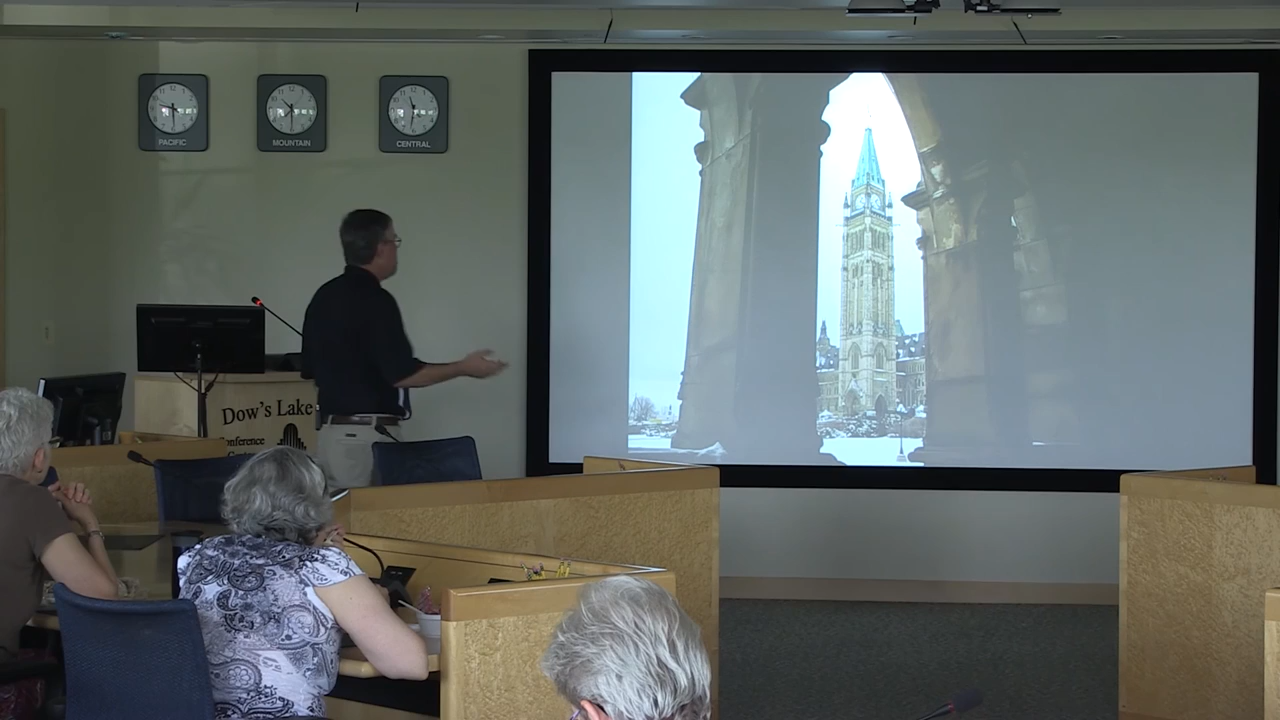 PACIFIC
MOUNTAIN
CENTRAL
Dow's Lake
Conference